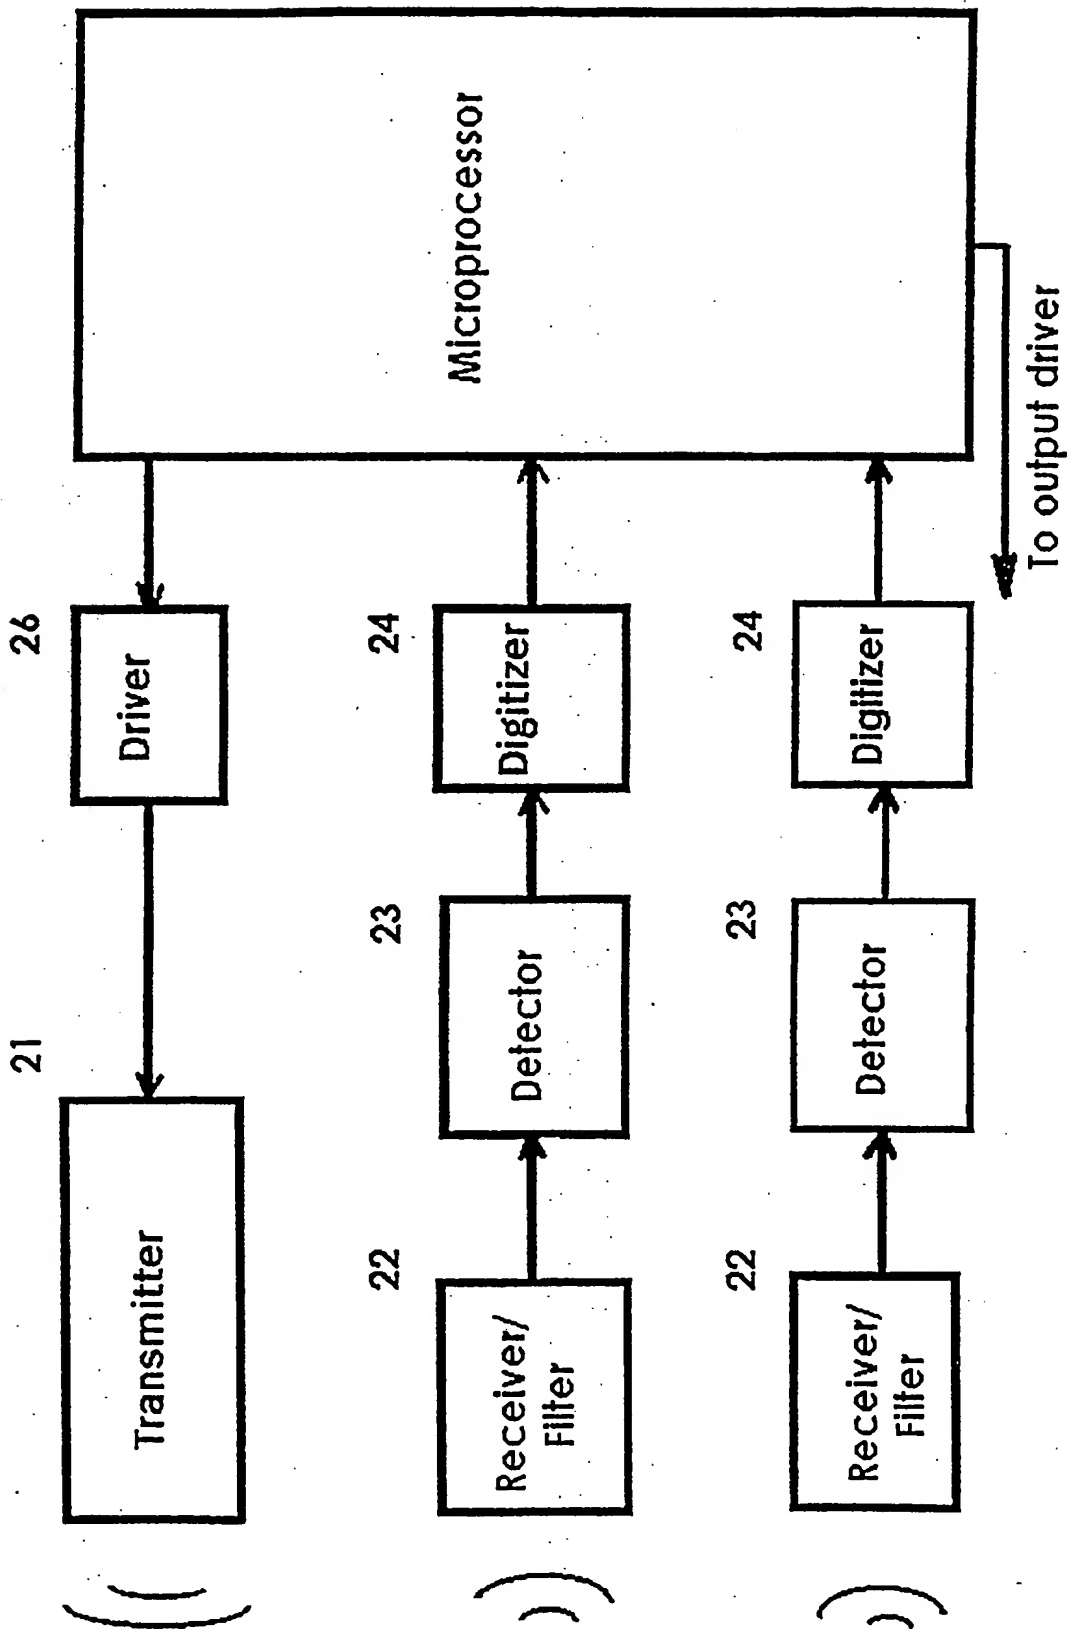 21
26
Transmitter
Driver
Microprocessor
22
23
24
Receiver/
Filter
Detector
Digitizer
22
23
24
Receiver/
Filter
Detector
Digitizer
To output driver